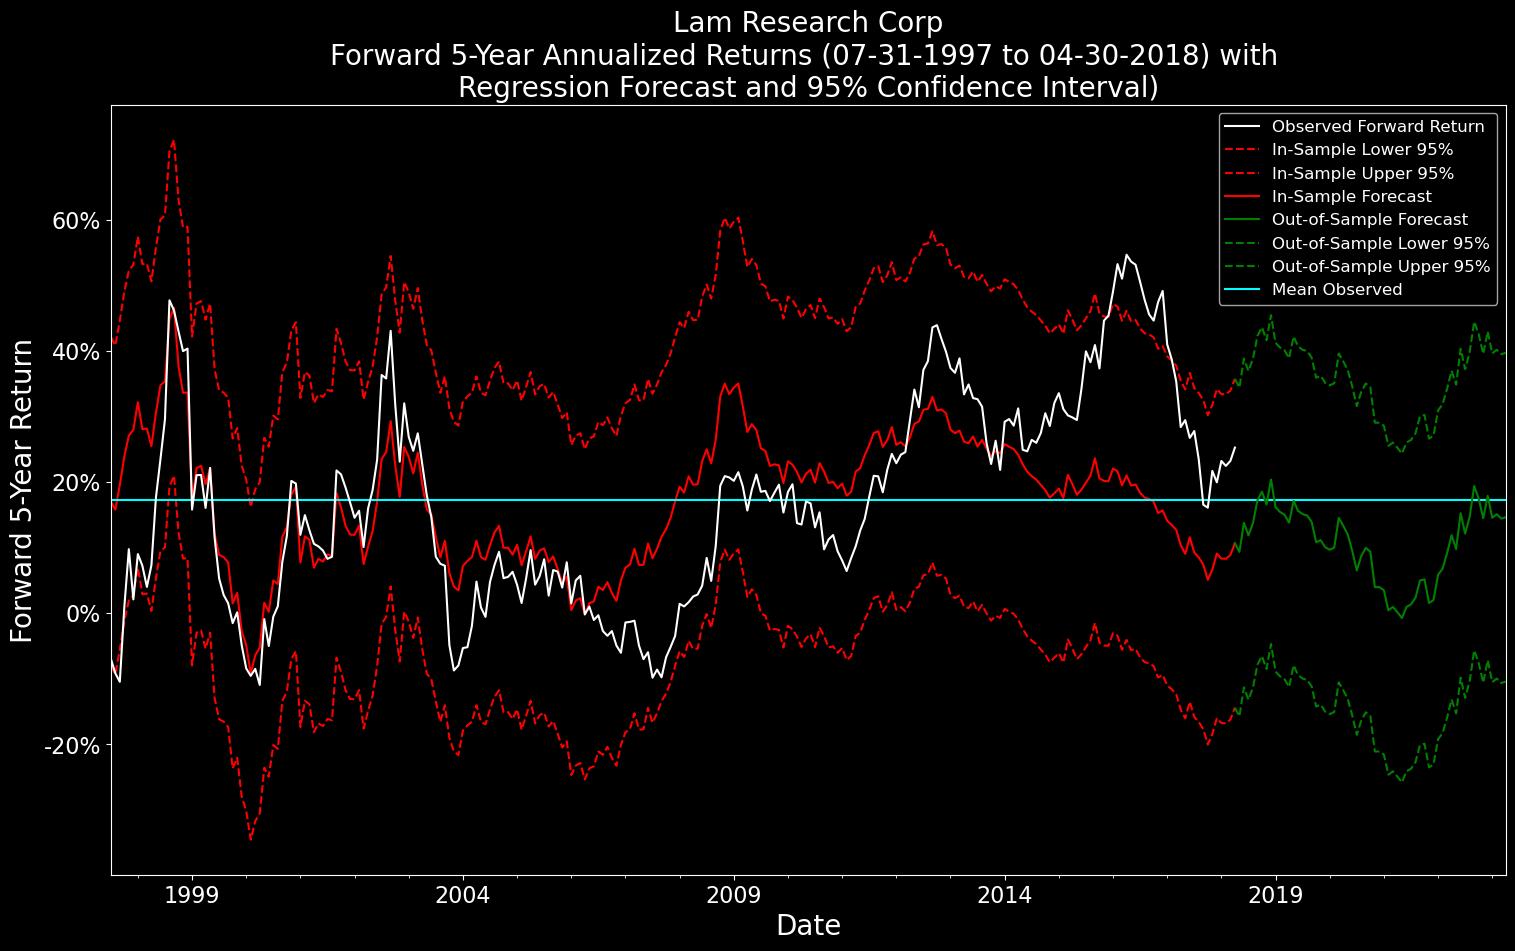 Lam Research Corp
Forward 5-Year Annualized Returns (07-31-1997 to 04-30-2018) with
Regression Forecast and 95% Confidence Interval)
Observed Forward Return
In-Sample Lower 95%
In-Sample Upper 95%
In-Sample Forecast
Out-of-Sample Forecast
Out-of-Sample Lower 95%
Out-of-Sample Upper 95%
Mean Observed
Forward 5-Year Return
60%
40%
20%
0%
-20%
1999 2004 2009 2014 2019
Date